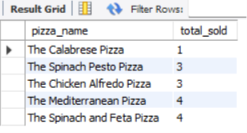 Result Grid Filter Rows:
pizza_name total_sold
The Calabrese Pizza 1
The Spinach Pesto Pizza 3
The Chicken Alfredo Pizza 3
The Mediterranean Pizza 4
The Spinach and Feta Pizza 4